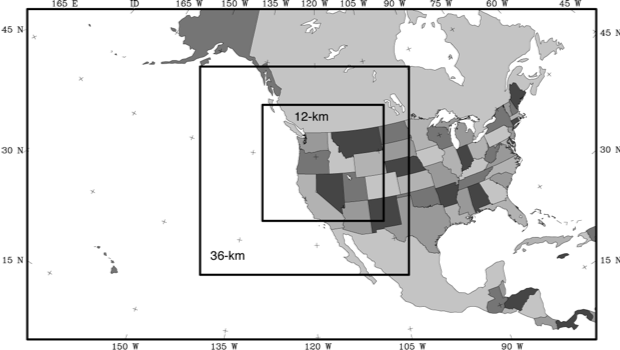 165 E ID 165 W 150 W 135 W 120 W 105 W 90 W 75 W 60 W 45 W
45 N 45 N
12-km
30 N 30 N
36-km
15 N 15 N
150 W 135 W 120 W 105 W 90 W